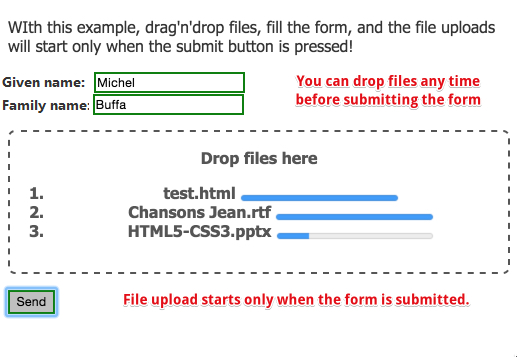 WIth this example, drag'n'drop files, fill the form, and the file uploads
will start only when the submit button is pressed!
Given name: Michel
You can drop files any time
Family name: Buffa
before submitting the form
Drop files here
1. test.html
2. Chansons Jean.rtf
3. HTML5-CSS3.pptx
Send
File upload starts only when the form is submitted.